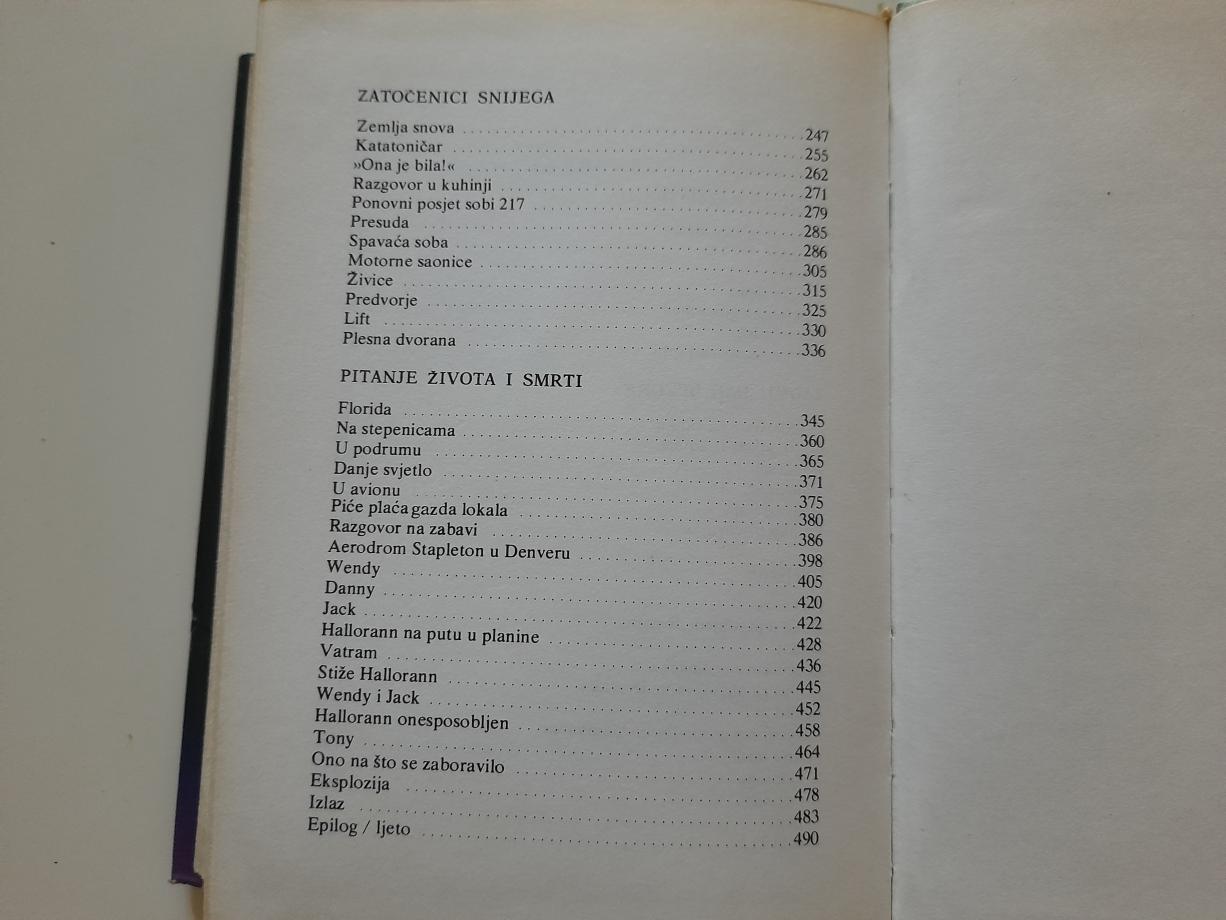 ZATOČENICI SNIJEGA
Zemlja snova 247
Katatoničar 255
»Ona je bila!« 262
Razgovor u kuhinji 271
Ponovni posjet sobi 217 279
Presuda 285
Spavaća soba 286
Motorne saonice 305
Živice 315
Predvorje 325
Lift 330
Plesna dvorana 336
PITANJE ŽIVOTA I SMRTI
Florida 345
Na stepenicama 360
U podrumu 365
Danje svjetlo 371
U avionu 375
Piće plaća gazda lokala 380
Razgovor na zabavi 386
Aerodrom Stapleton u Denveru 398
Wendy 405
Danny 420
Jack 422
Hallorann na putu u planine 428
Vatram 436
Stiže Hallorann 445
Wendy i Jack 452
Hallorann onesposobljen 458
Tony 464
Ono na što se zaboravilo 471
Eksplozija 478
Izlaz 483
Epilog / ljeto 490